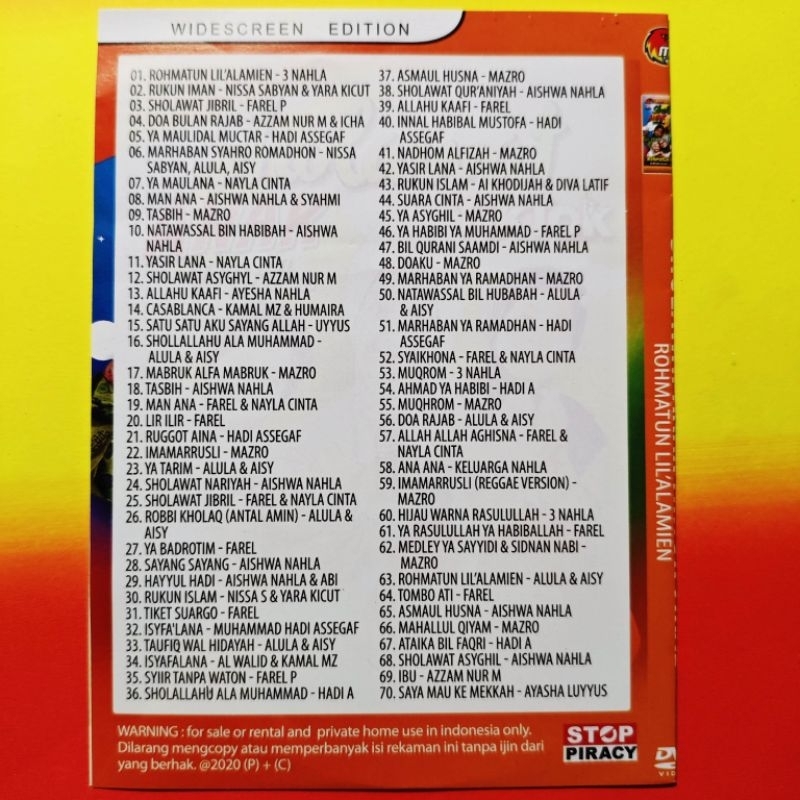 WIDESCREEN EDITION
01. ROHMATUN LIL'ALAMIEN - 3 NAHLA
02. RUKUN IMAN - NISSA SABYAN & YARA KICUT
03. SHOLAWAT JIBRIL - FAREL P
04. DOA BULAN RAJAB - AZZAM NUR M & ICHA
05. YA MAULIDAL MUCTAR - HADI ASSEGAF
06. MARHABAN SYAHRO ROMADHON - NISSA
SABYAN, ALULA, AISY
07. YA MAULANA - NAYLA CINTA
08. MAN ANA - AISHWA NAHLA & SYAHMI
09. TASBIH - MAZRO
10. NATAWASSAL BIN HABIBAH - AISHWA
NAHLA
11. YASIR LANA - NAYLA CINTA
12. SHOLAWAT ASYGHYL - AZZAM NUR M
13. ALLAHU KAAFI - AYESHA NAHLA
14. CASABLANCA - KAMAL MZ & HUMAIRA
15. SATU SATU AKU SAYANG ALLAH - UYYUS
16. SHOLLALLAHU ALA MUHAMMAD -
ALULA & AISY
17. MABRUK ALFA MABRUK - MAZRO
18. TASBIH - AISHWA NAHLA
19. MAN ANA - FAREL & NAYLA CINTA
20. LIR ILIR - FAREL
21. RUGGOT AINA - HADI ASSEGAF
22. IMAMARRUSLI - MAZRO
23. YA TARIM - ALULA & AISY
24. SHOLAWAT NARIYAH - AISHWA NAHLA
25. SHOLAWAT JIBRIL - FAREL & NAYLA CINTA
26. ROBBI KHOLAQ (ANTAL AMIN) - ALULA &
AISY
27. YA BADROTIM - FAREL
28. SAYANG SAYANG - AISHWA NAHLA
29. HAYYUL HADI - AISHWA NAHLA & ABI
30. RUKUN ISLAM - NISSA S & YARA KICUT
31. TIKET SUARGO - FAREL
32. ISYFA'LANA - MUHAMMAD HADI ASSEGAF
33. TAUFIQ WAL HIDAYAH - ALULA & AISY
34. ISYAFALANA - AL WALID & KAMAL MZ
35. SYIIR TANPA WATON - FAREL P
36. SHOLALLAHU ALA MUHAMMAD - HADI A
37. ASMAUL HUSNA - MAZRO
38. SHOLAWAT QUR'ANIYAH - AISHWA NAHLA
39. ALLAHU KAAFI - FAREL
40. INNAL HABIBAL MUSTOFA - HADI
ASSEGAF
41. NADHOM ALFIZAH - MAZRO
42. YASIR LANA - AISHWA NAHLA
43. RUKUN ISLAM - AI KHODIJAH & DIVA LATIF
44. SUARA CINTA - AISHWA NAHLA
45. YA ASYGHIL - MAZRO
46. YA HABIBI YA MUHAMMAD - FAREL P
47. BIL QURANI SAAMDI - AISHWA NAHLA
48. DOAKU - MAZRO
49. MARHABAN YA RAMADHAN - MAZRO
50. NATAWASSAL BIL HUBABAH - ALULA
& AISY
51. MARHABAN YA RAMADHAN - HADI
ASSEGAF
52. SYAIKHONA - FAREL & NAYLA CINTA
53. MUQROM - 3 NAHLA
54. AHMAD YA HABIBI - HADI A
55. MUQHROM - MAZRO
56. DOA RAJAB - ALULA & AISY
57. ALLAH ALLAH AGHISNA - FAREL &
NAYLA CINTA
58. ANA ANA - KELUARGA NAHLA
59. IMAMARRUSLI (REGGAE VERSION) -
MAZRO
60. HIJAU WARNA RASULULLAH - 3 NAHLA
61. YA RASULULLAH YA HABIBALLAH - FAREL
62. MEDLEY YA SAYYIDI & SIDNAN NABI -
MAZRO
63. ROHMATUN LIL'ALAMIEN - ALULA & AISY
64. TOMBO ATI - FAREL
65. ASMAUL HUSNA - AISHWA NAHLA
66. MAHALLUL QIYAM - MAZRO
67. ATAIKA BIL FAQRI - HADI A
68. SHOLAWAT ASYGHIL - AISHWA NAHLA
69. IBU - AZZAM NUR M
70. SAYA MAU KE MEKKAH - AYASHA LUYYUS
WARNING : for sale or rental and private home use in indonesia only.
Dilarang mengcopy atau memperbanyak isi rekaman ini tanpa ijin dari
yang berhak. @2020 (P) + (C)
STOP
PIRACY
ROHMATUN LIL'ALAMIEN